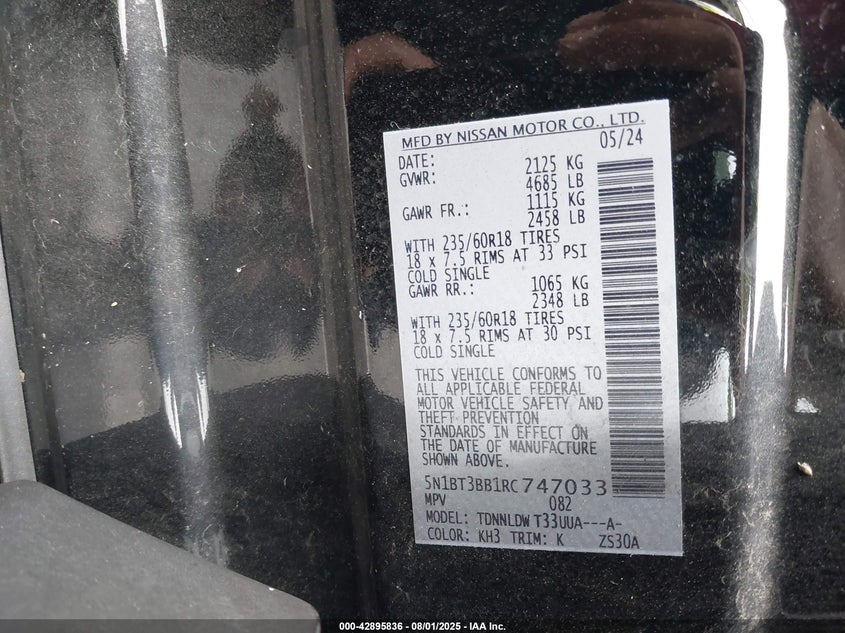 MFD BY NISSAN MOTOR CO., LTD.
DATE: 05/24
GVWR: 2125 KG
4685 LB
GAWR FR.: 1115 KG
2458 LB
WITH 235/60R18 TIRES
18 x 7.5 RIMS AT 33 PSI
COLD SINGLE
GAWR RR.: 1065 KG
2348 LB
WITH 235/60R18 TIRES
18 x 7.5 RIMS AT 30 PSI
COLD SINGLE
THIS VEHICLE CONFORMS TO
ALL APPLICABLE FEDERAL
MOTOR VEHICLE SAFETY AND
THEFT PREVENTION
STANDARDS IN EFFECT ON
THE DATE OF MANUFACTURE
SHOWN ABOVE.
5N1BT3BB1RC747033
MPV 082
MODEL: TDNNLDW T33UUA---A-
COLOR: KH3 TRIM: K ZS30A
000-42895836 - 08/01/2025 - IAA Inc.